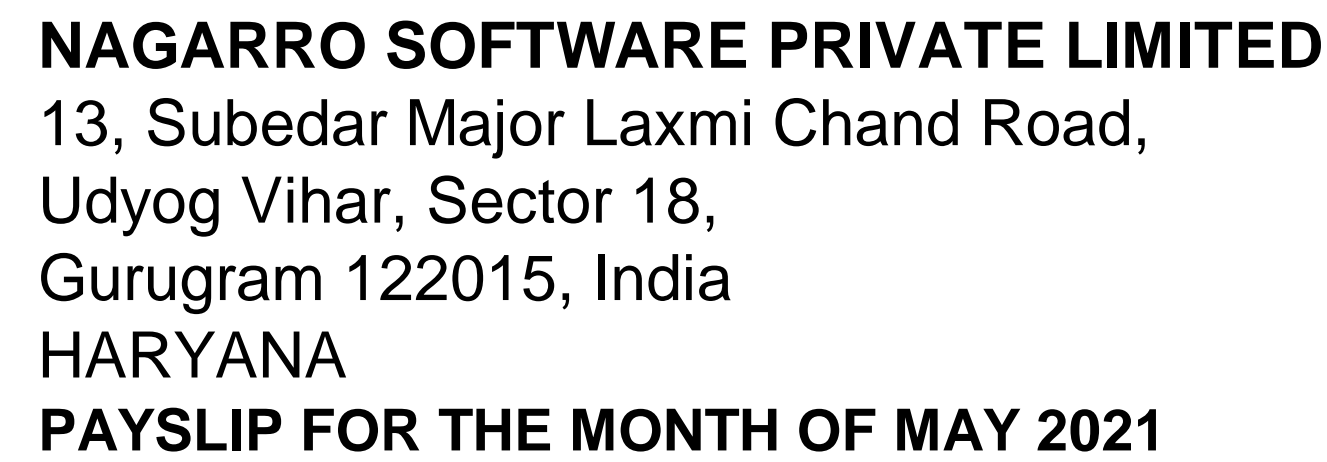 NAGARRO SOFTWARE PRIVATE LIMITED
13, Subedar Major Laxmi Chand Road,
Udyog Vihar, Sector 18,
Gurugram 122015, India
HARYANA
PAYSLIP FOR THE MONTH OF MAY 2021